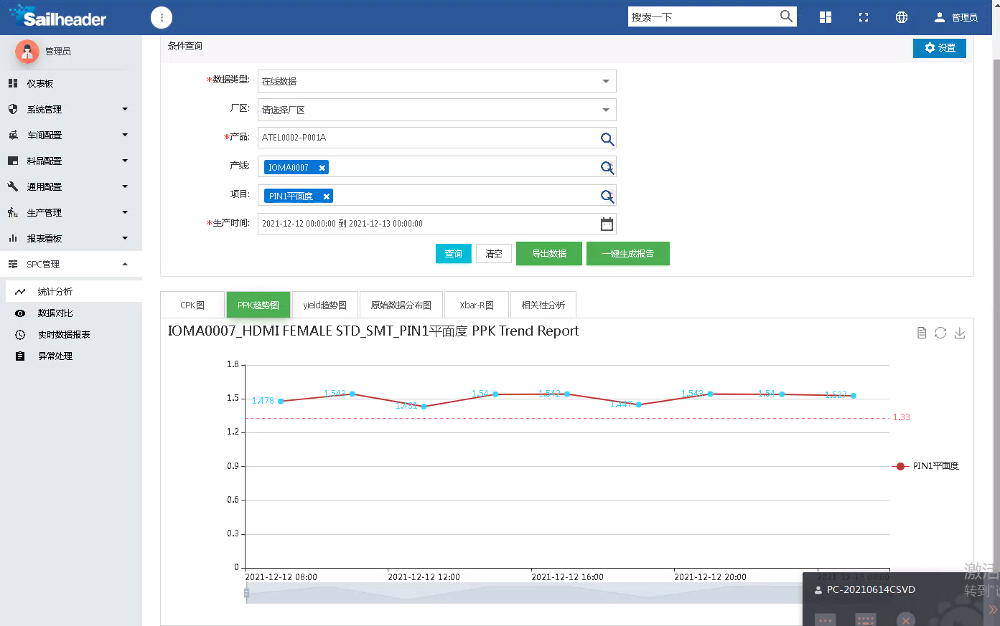 Sailheader
搜索一下
管理员
管理员
仪表板
系统管理
车间配置
料品配置
通用配置
生产管理
报表看板
SPC管理
统计分析
数据对比
实时数据报表
异常处理
条件查询
设置
*数据类型:
在线数据
厂区:
请选择厂区
*产品:
ATEL0002-P001A
产线:
IOMA0007
项目:
PIN1平面度
*生产时间:
2021-12-12 00:00:00 到 2021-12-13 00:00:00
查询
清空
导出数据
一键生成报告
CPK图
PPK趋势图
yield趋势图
原始数据分布图
Xbar-R图
相关性分析
IOMA0007_HDMI FEMALE STD_SMT_PIN1平面度 PPK Trend Report
1.8
1.5
1.2
0.9
0.6
0.3
0
1.478
1.543
1.431
1.54
1.542
1.447
1.543
1.54
1.527
1.33
PIN1平面度
2021-12-12 08:00
2021-12-12 12:00
2021-12-12 16:00
2021-12-12 20:00
2021-12-13 00:00
激活
转到"
PC-20210614CSVD